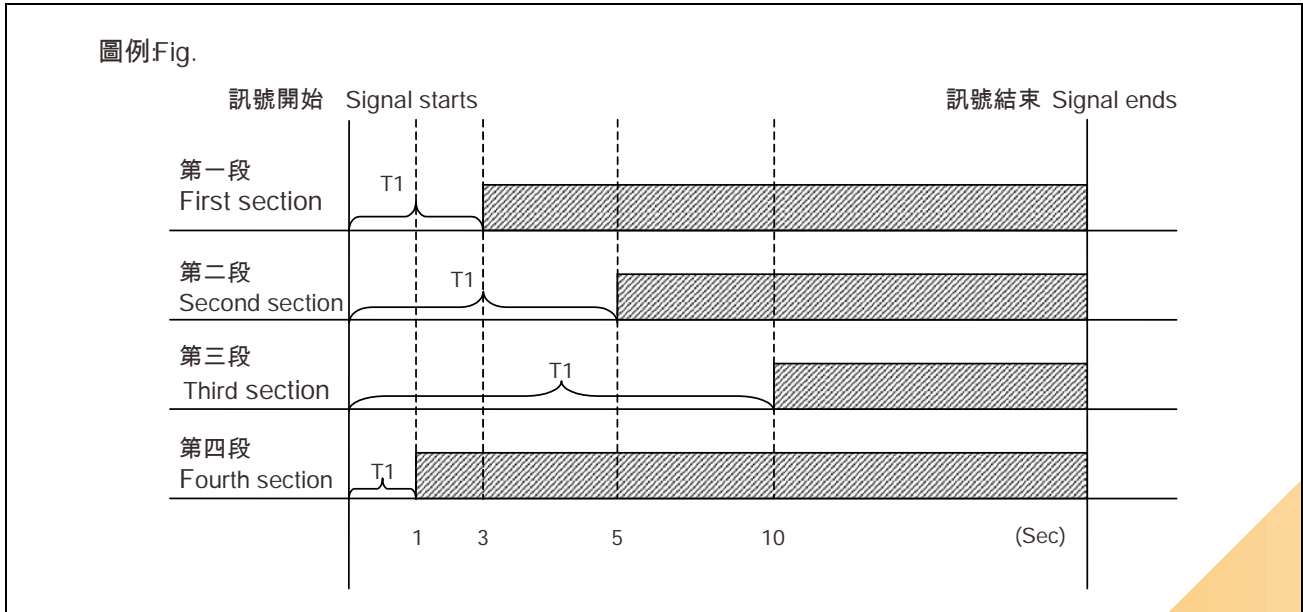 圖例:Fig.
訊號開始 Signal starts
訊號結束 Signal ends
第一段
First section
T1
第二段
Second section
T1
第三段
Third section
T1
第四段
Fourth section
T1
1 3 5 10 (Sec)